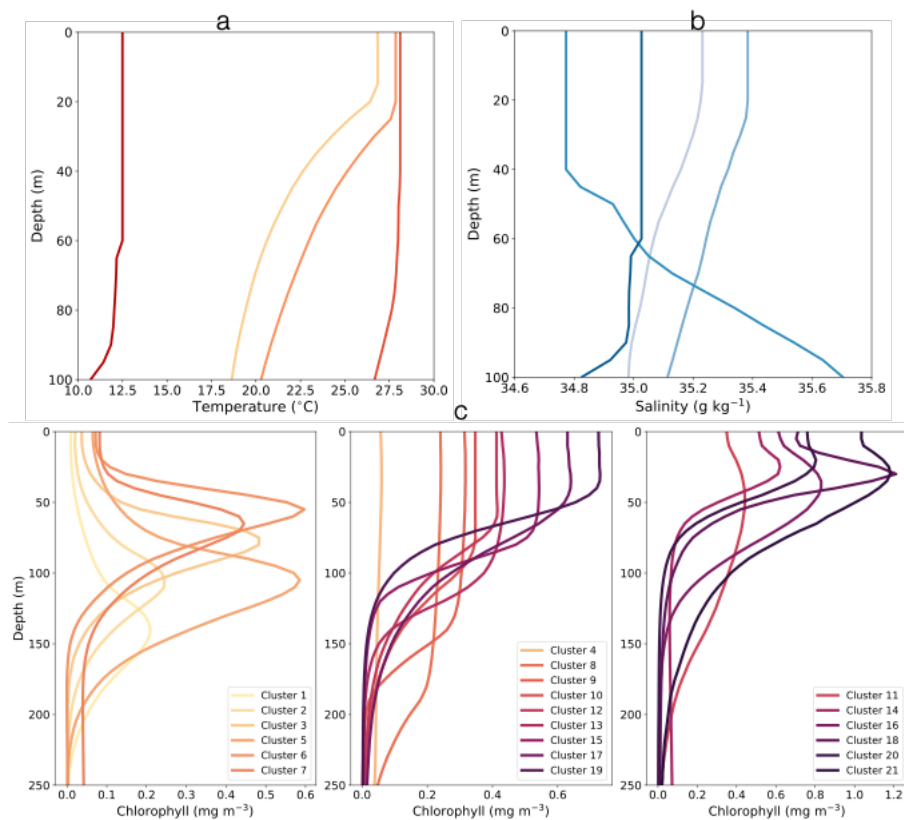 a
b
0
20
40
60
80
100
Depth (m)
10.0 12.5 15.0 17.5 20.0 22.5 25.0 27.5 30.0
Temperature (°C)
0
20
40
60
80
100
Depth (m)
34.6 34.8 35.0 35.2 35.4 35.6 35.8
Salinity (g kg⁻¹)
c
0
50
100
150
200
250
Depth (m)
Cluster 1
Cluster 2
Cluster 3
Cluster 5
Cluster 6
Cluster 7
0.0 0.2 0.4 0.6
Chlorophyll (mg m⁻³)
0
50
100
150
200
250
Cluster 4
Cluster 8
Cluster 9
Cluster 10
Cluster 12
Cluster 13
Cluster 15
Cluster 17
Cluster 19
0.0 0.2 0.4 0.6
Chlorophyll (mg m⁻³)
0
50
100
150
200
250
Cluster 11
Cluster 14
Cluster 16
Cluster 18
Cluster 20
Cluster 21
0.0 0.2 0.4 0.6 0.8 1.0 1.2
Chlorophyll (mg m⁻³)